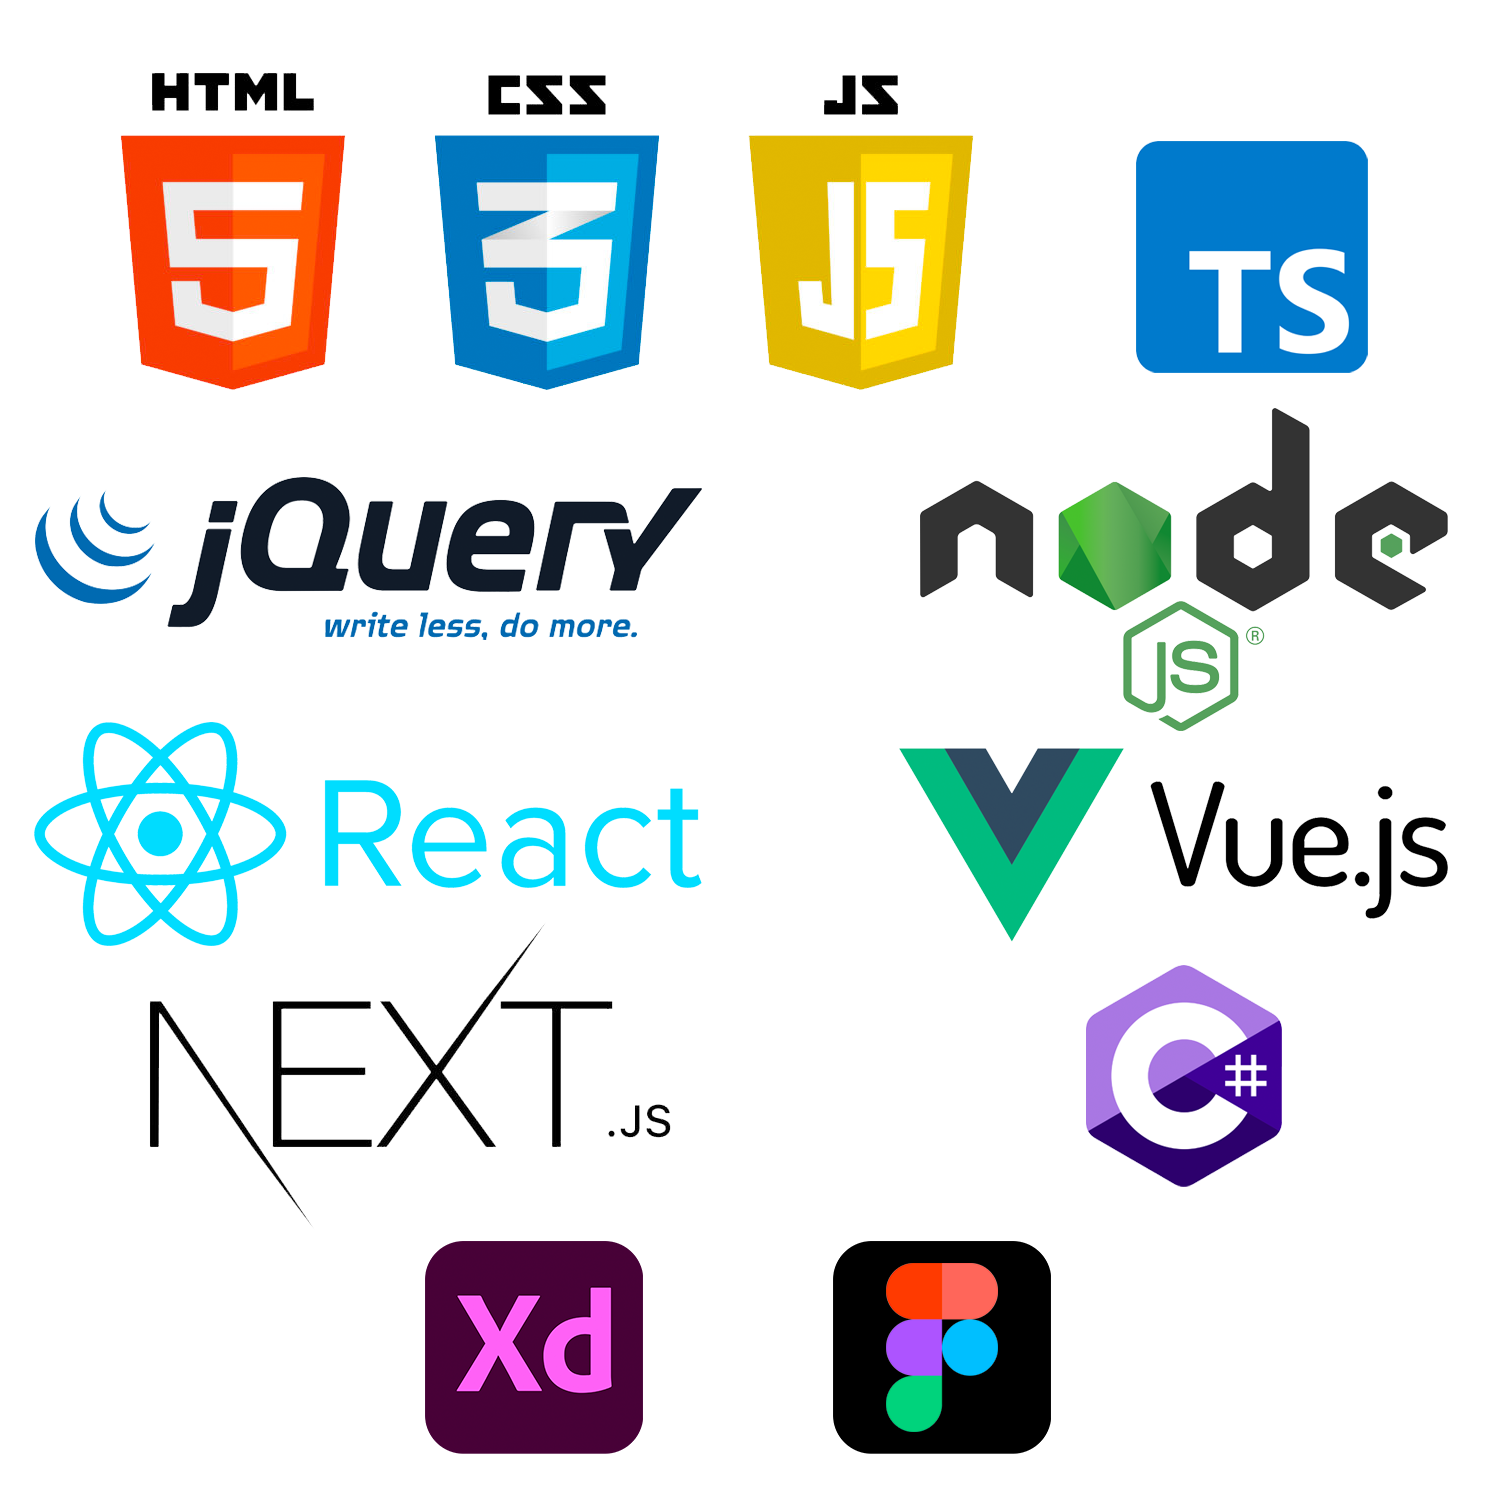 HTML
CSS
JS
5
3
JS
TS
jQuery
write less, do more.
node
JS®
React
Vue.js
NEXT.JS
C#
Xd